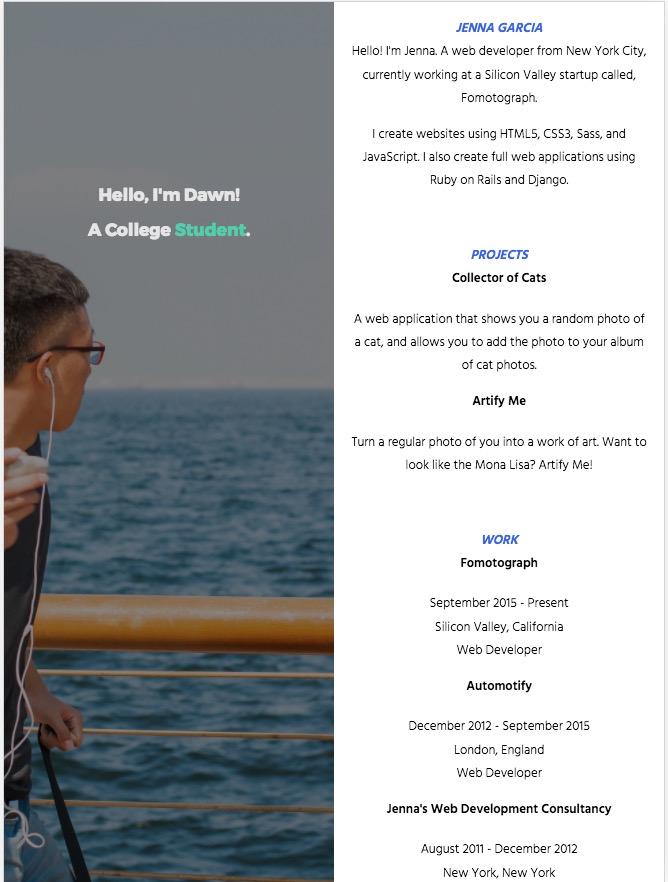 Hello, I'm Dawn!
A College Student.
JENNA GARCIA
Hello! I'm Jenna. A web developer from New York City,
currently working at a Silicon Valley startup called,
Fomotograph.
I create websites using HTML5, CSS3, Sass, and
JavaScript. I also create full web applications using
Ruby on Rails and Django.
PROJECTS
Collector of Cats
A web application that shows you a random photo of
a cat, and allows you to add the photo to your album
of cat photos.
Artify Me
Turn a regular photo of you into a work of art. Want to
look like the Mona Lisa? Artify Me!
WORK
Fomotograph
September 2015 - Present
Silicon Valley, California
Web Developer
Automotify
December 2012 - September 2015
London, England
Web Developer
Jenna's Web Development Consultancy
August 2011 - December 2012
New York, New York